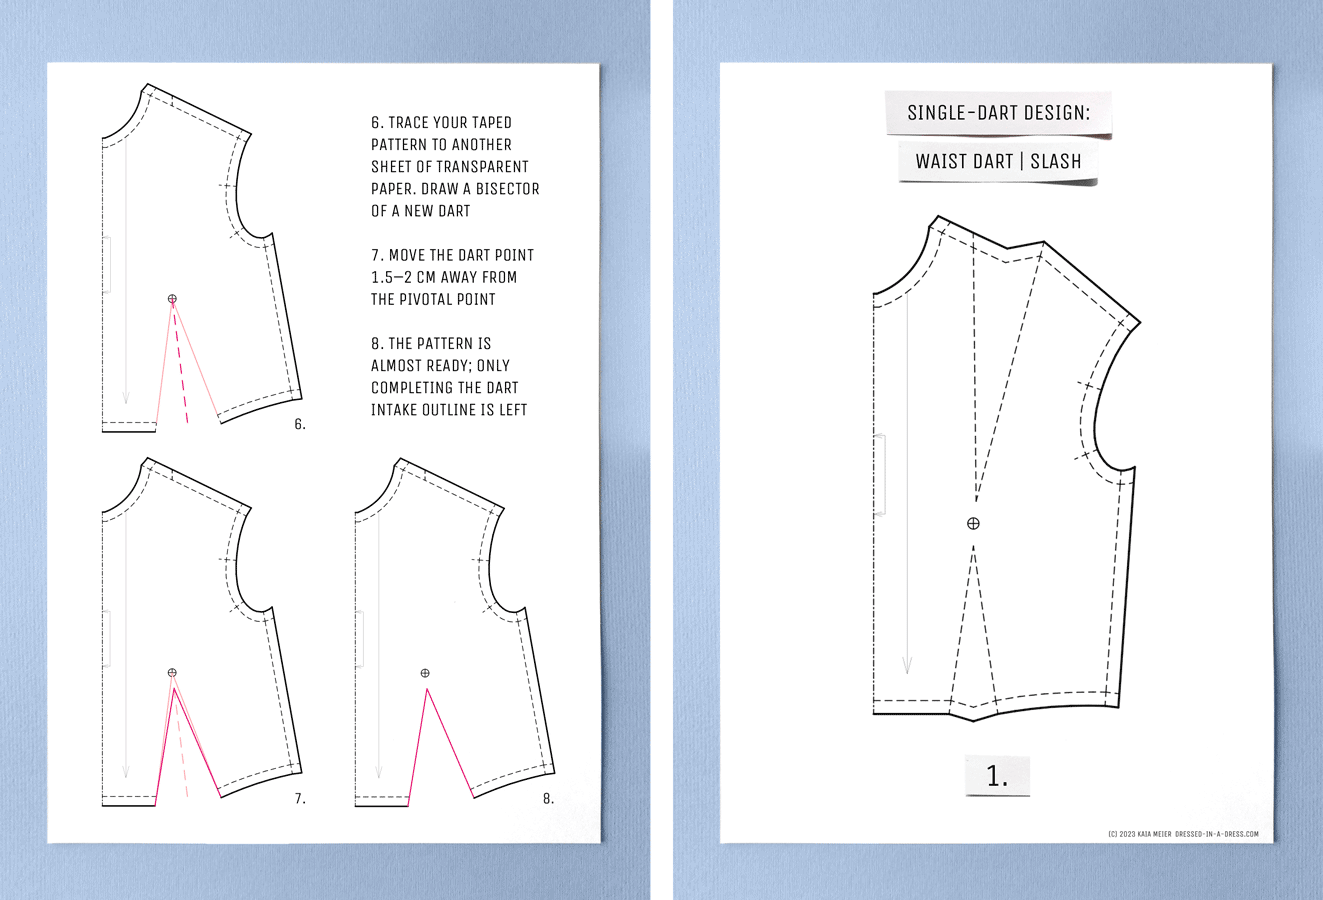 6. TRACE YOUR TAPED
PATTERN TO ANOTHER
SHEET OF TRANSPARENT
PAPER. DRAW A BISECTOR
OF A NEW DART
7. MOVE THE DART POINT
1.5—2 CM AWAY FROM
THE PIVOTAL POINT
8. THE PATTERN IS
ALMOST READY; ONLY
COMPLETING THE DART
INTAKE OUTLINE IS LEFT
6.
7.
8.
SINGLE-DART DESIGN:
WAIST DART | SLASH
1.
(C) 2023 KAIA MEIER DRESSED-IN-A-DRESS.COM